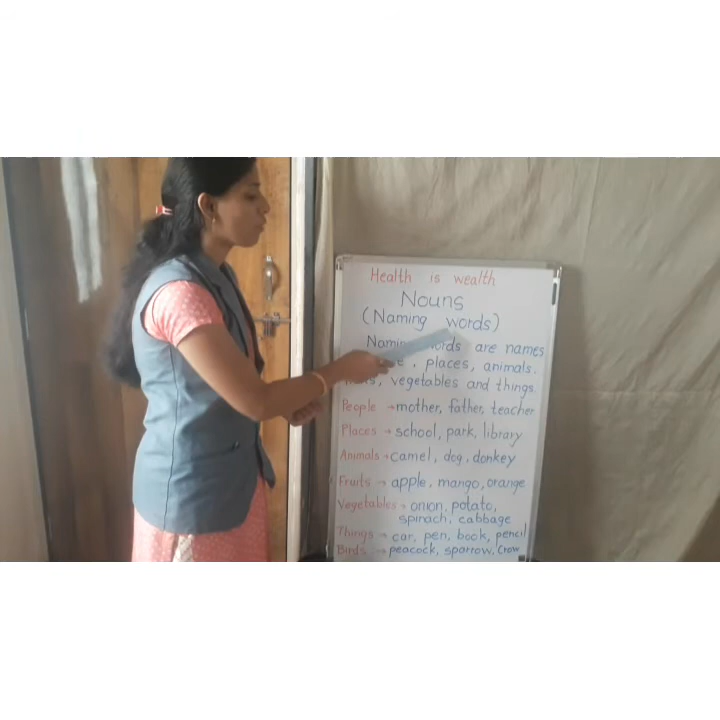 Health is wealth
Nouns
(Naming words)
Naming words are names
, places, animals.
, vegetables and things.
People → mother, father, teacher
Places → school, park, library
Animals → camel, dog, donkey
Fruits → apple, mango, orange
Vegetables → onion, potato,
spinach, cabbage
Things → car, pen, book, pencil
Birds → peacock, sparrow, Crow